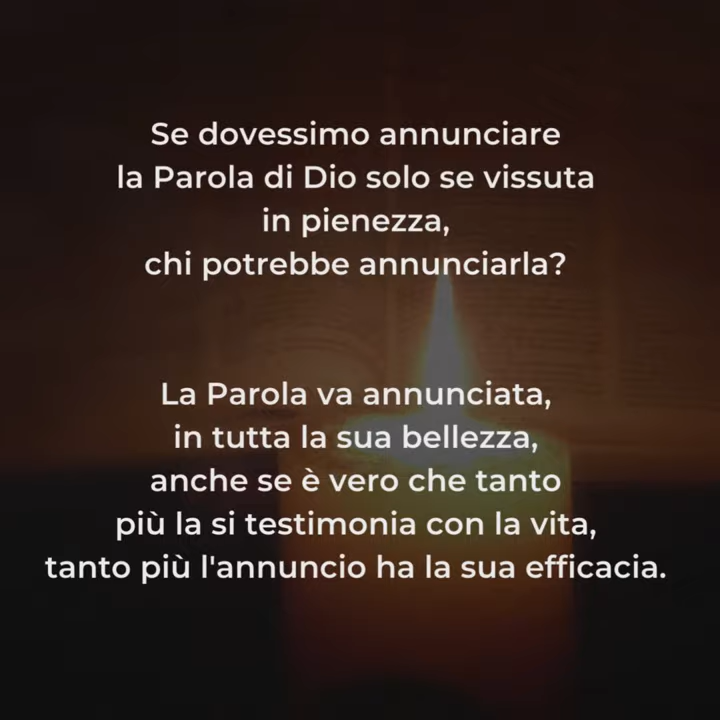 Se dovessimo annunciare
la Parola di Dio solo se vissuta
in pienezza,
chi potrebbe annunciarla?
La Parola va annunciata,
in tutta la sua bellezza,
anche se è vero che tanto
più la si testimonia con la vita,
tanto più l'annuncio ha la sua efficacia.